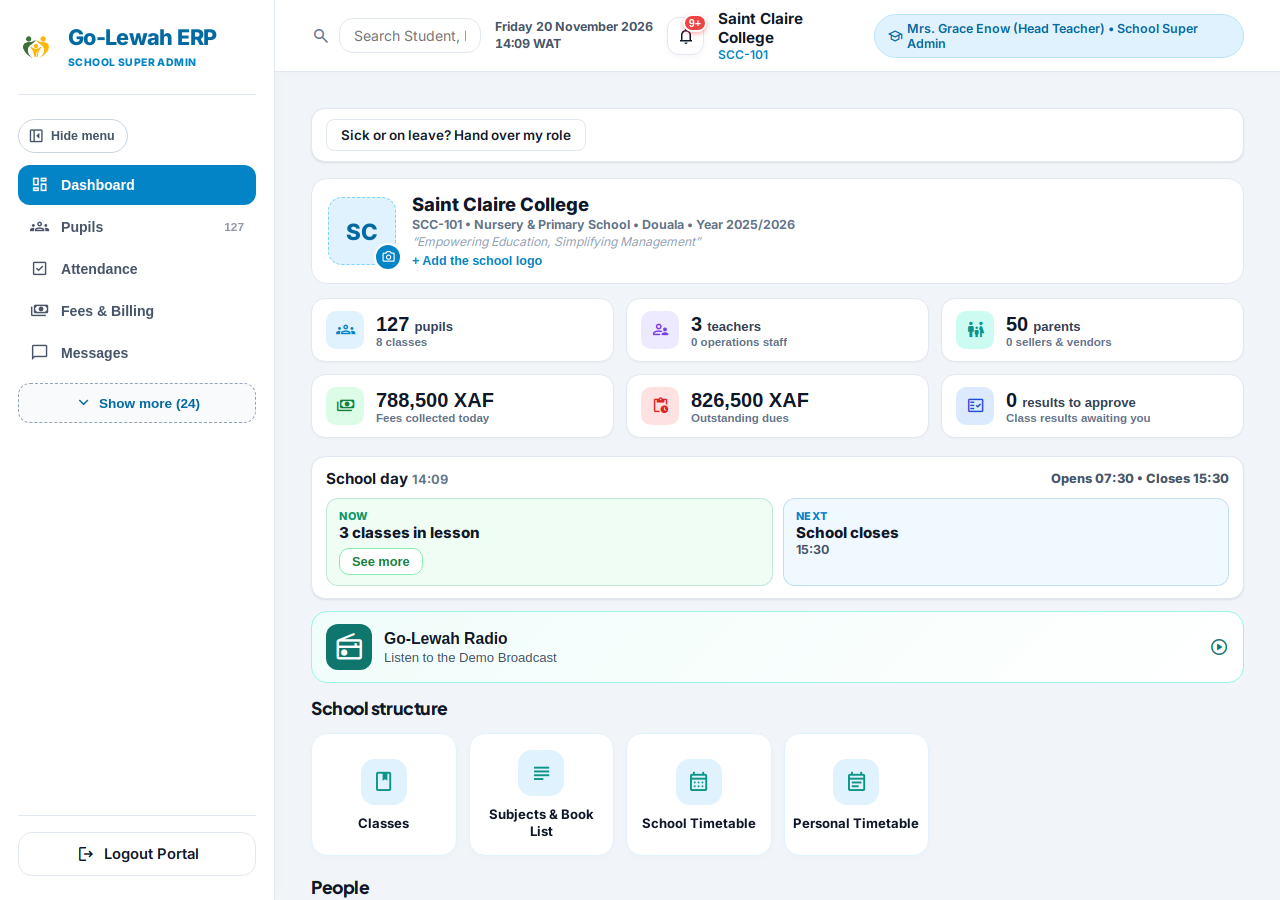 Go-Lewah ERP
SCHOOL SUPER ADMIN
Hide menu
Dashboard
Pupils 127
Attendance
Fees & Billing
Messages
Show more (24)
Logout Portal
Search Student, I
Friday 20 November 2026
14:09 WAT
9+
Saint Claire
College
SCC-101
Mrs. Grace Enow (Head Teacher) • School Super
Admin
Sick or on leave? Hand over my role
SC
Saint Claire College
SCC-101 • Nursery & Primary School • Douala • Year 2025/2026
“Empowering Education, Simplifying Management”
+ Add the school logo
127 pupils
8 classes
3 teachers
0 operations staff
50 parents
0 sellers & vendors
788,500 XAF
Fees collected today
826,500 XAF
Outstanding dues
0 results to approve
Class results awaiting you
School day 14:09
Opens 07:30 • Closes 15:30
NOW
3 classes in lesson
See more
NEXT
School closes
15:30
Go-Lewah Radio
Listen to the Demo Broadcast
School structure
Classes
Subjects & Book
List
School Timetable
Personal Timetable
People